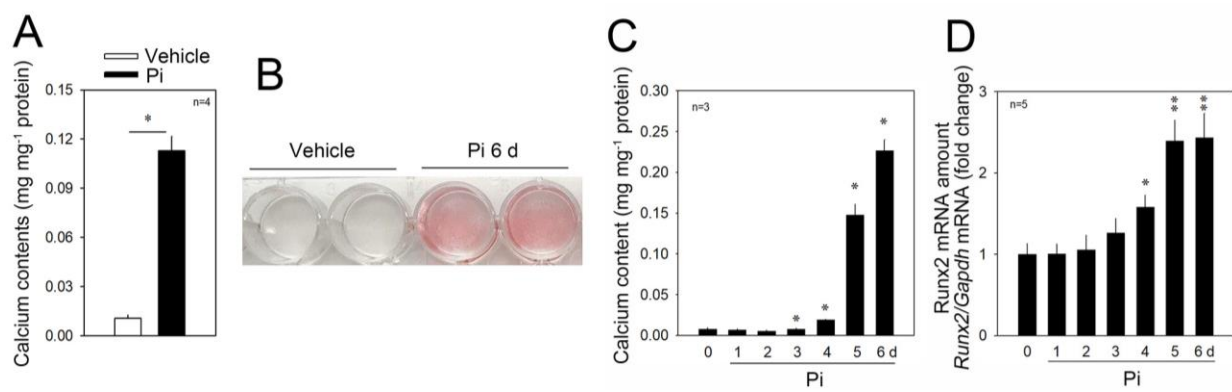 A
Vehicle
Pi
Calcium contents (mg mg⁻¹ protein)
0.15
0.12
0.09
0.06
0.03
0.00
n=4
*
B
Vehicle
Pi 6 d
C
Calcium content (mg mg⁻¹ protein)
0.30
0.25
0.20
0.15
0.10
0.05
0.00
n=3
*
*
*
*
0 1 2 3 4 5 6 d
Pi
D
Runx2 mRNA amount
Runx2/Gapdh mRNA (fold change)
3
2
1
0
n=5
*
**
**
0 1 2 3 4 5 6 d
Pi